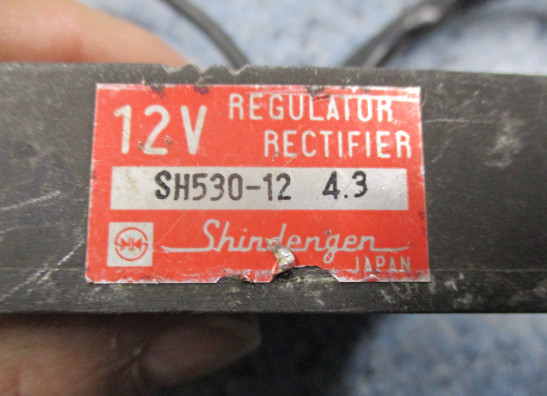 12V REGULATOR
RECTIFIER
SH530-12 4.3
Shindengen
JAPAN